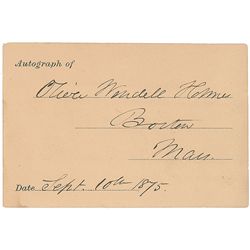 Autograph of
Oliver Wendell Holmes
Boston
Mass.
Date Sept. 10th 1875.